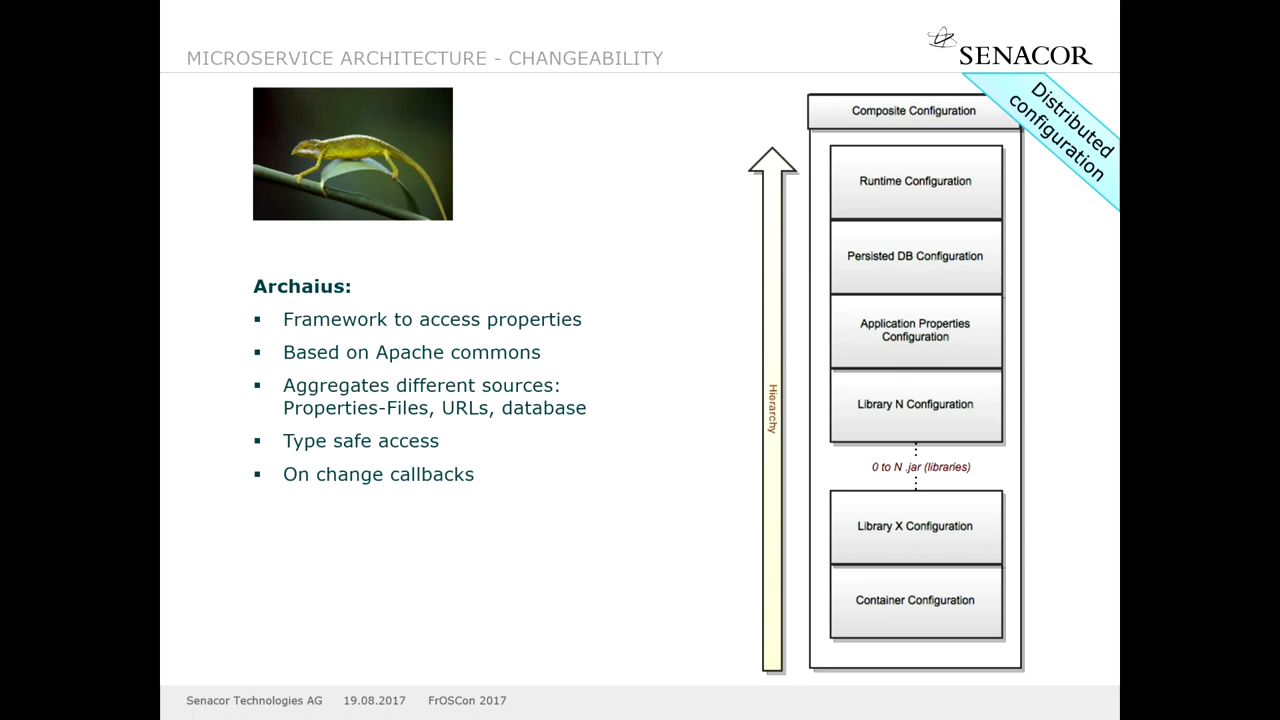 MICROSERVICE ARCHITECTURE - CHANGEABILITY
SENACOR
Distributed
configuration
Archaius:
▪ Framework to access properties
▪ Based on Apache commons
▪ Aggregates different sources:
Properties-Files, URLs, database
▪ Type safe access
▪ On change callbacks
Hierarchy
Composite Configuration
Runtime Configuration
Persisted DB Configuration
Application Properties
Configuration
Library N Configuration
0 to N .jar (libraries)
Library X Configuration
Container Configuration
Senacor Technologies AG 19.08.2017 FrOSCon 2017